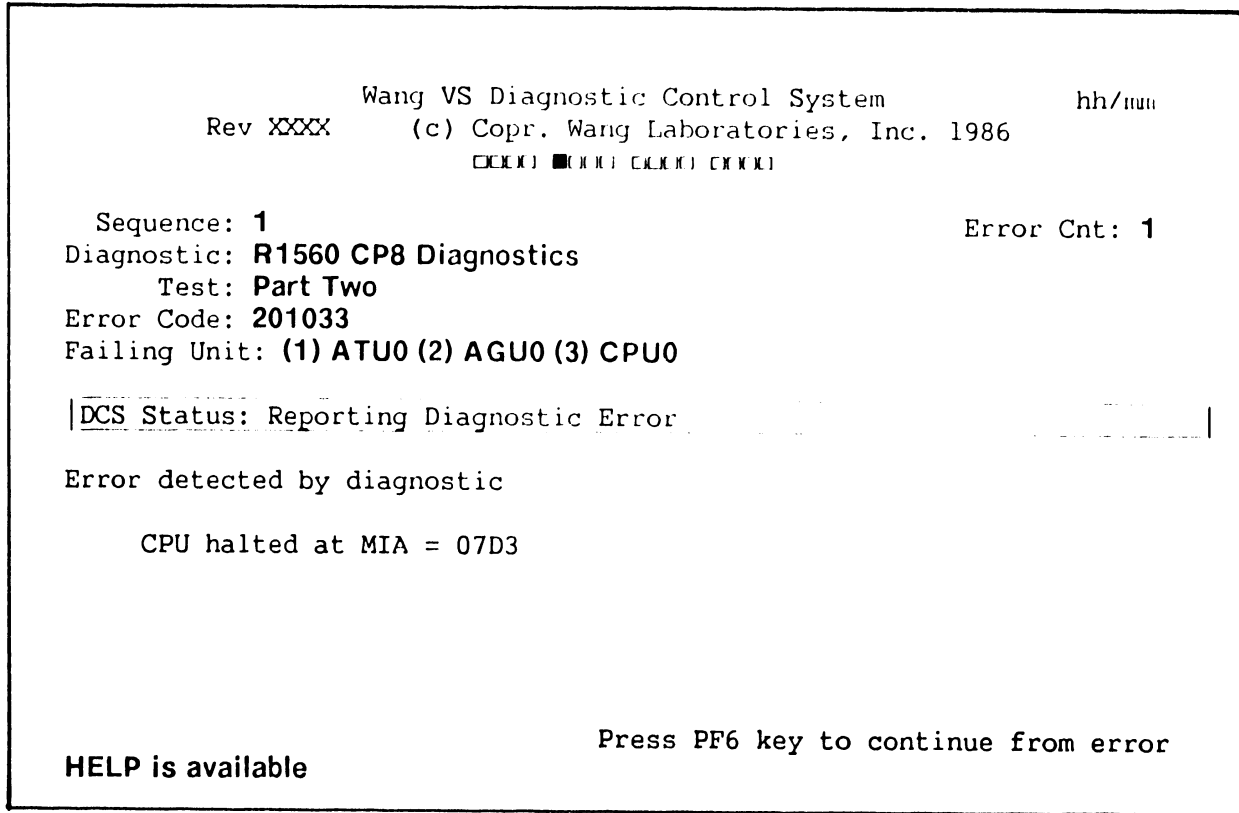 Wang VS Diagnostic Control System hh/mm
Rev XXXX (c) Copr. Wang Laboratories, Inc. 1986
Sequence: 1 Error Cnt: 1
Diagnostic: R1560 CP8 Diagnostics
Test: Part Two
Error Code: 201033
Failing Unit: (1) ATU0 (2) AGU0 (3) CPU0
DCS Status: Reporting Diagnostic Error
Error detected by diagnostic
CPU halted at MIA = 07D3
Press PF6 key to continue from error
HELP is available